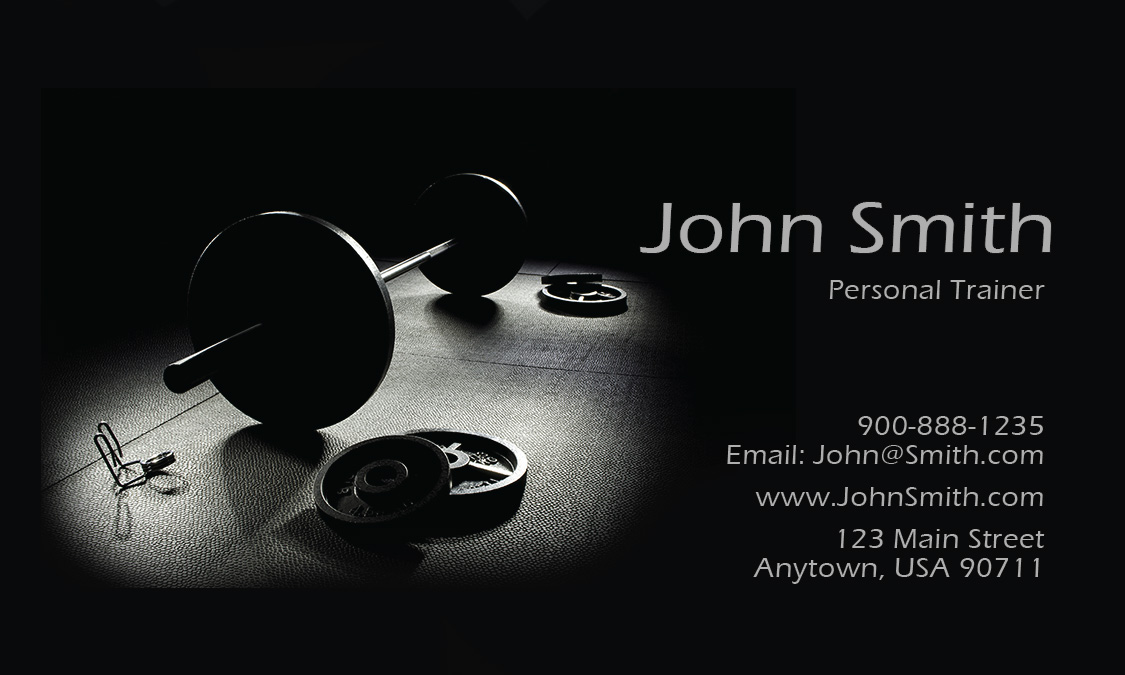 John Smith
Personal Trainer
900-888-1235
Email: John@Smith.com
www.JohnSmith.com
123 Main Street
Anytown, USA 90711